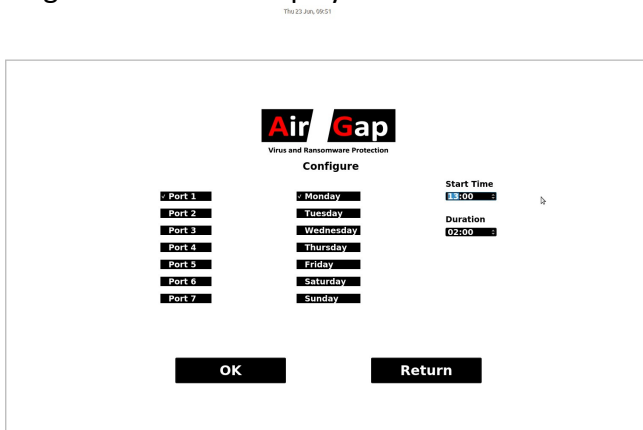 Thu 23 Jun, 09:51
Air Gap
Virus and Ransomware Protection
Configure
Start Time
✓ Port 1
✓ Monday
13:00
Port 2
Tuesday
Duration
Port 3
Wednesday
02:00
Port 4
Thursday
Port 5
Friday
Port 6
Saturday
Port 7
Sunday
OK
Return